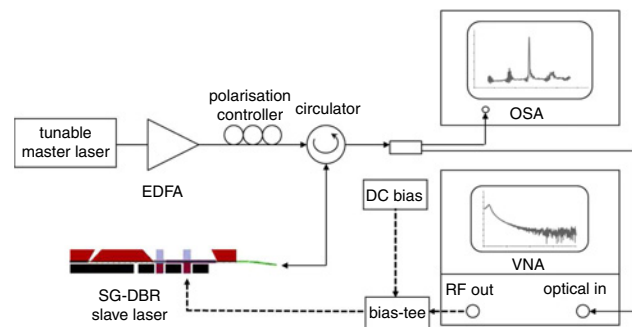 polarisation
controller
circulator
tunable
master laser
EDFA
OSA
DC bias
VNA
RF out
optical in
bias-tee
SG-DBR
slave laser